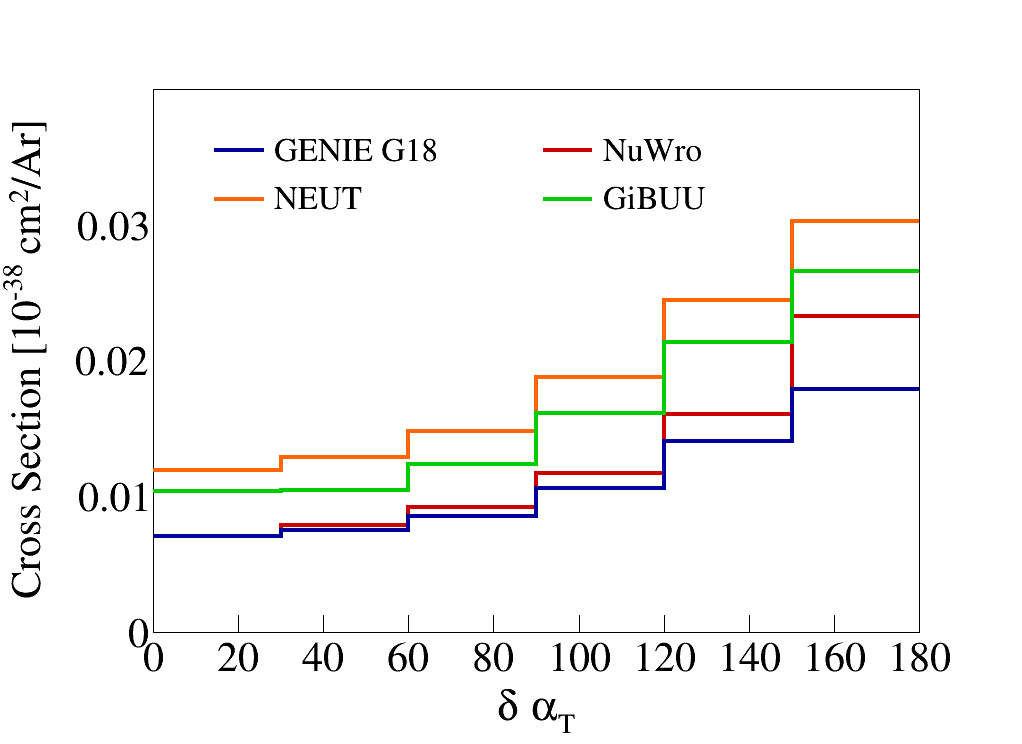 GENIE G18
NuWro
NEUT
GiBUU
Cross Section [10⁻³⁸ cm²/Ar]
0.03
0.02
0.01
0
0 20 40 60 80 100 120 140 160 180
δ α_T